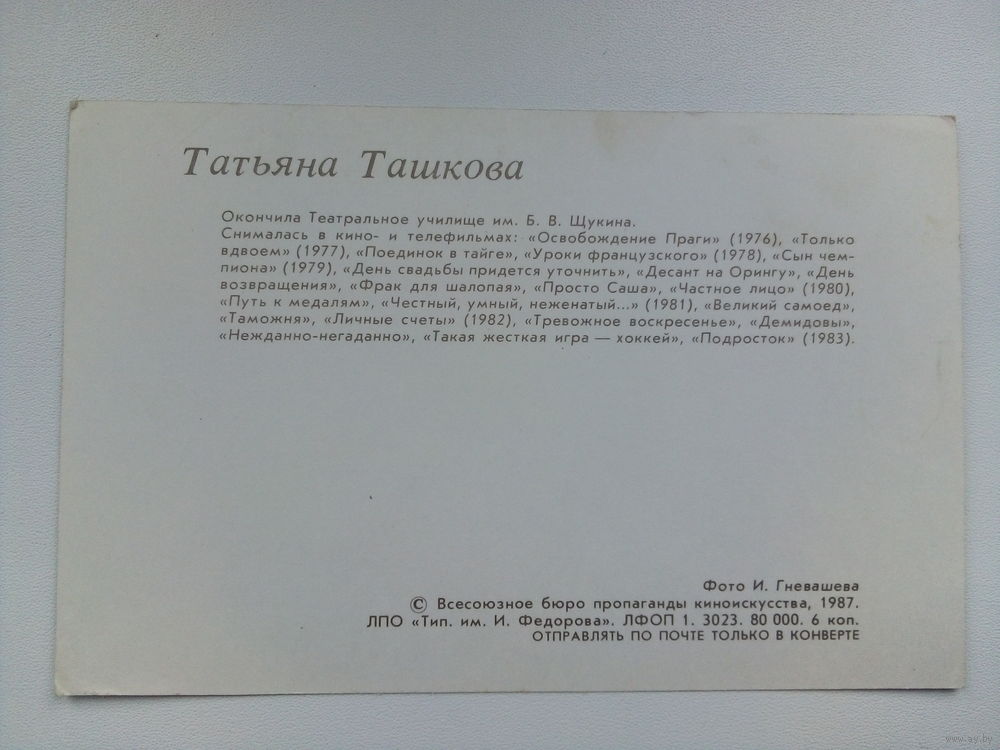 Татьяна Ташкова
Окончила Театральное училище им. Б. В. Щукина.
Снималась в кино- и телефильмах: «Освобождение Праги» (1976), «Только
вдвоем» (1977), «Поединок в тайге», «Уроки французского» (1978), «Сын чем-
пиона» (1979), «День свадьбы придется уточнить», «Десант на Орингу», «День
возвращения», «Фрак для шалопая», «Просто Саша», «Частное лицо» (1980),
«Путь к медалям», «Честный, умный, неженатый...» (1981), «Великий самоед»,
«Таможня», «Личные счеты» (1982), «Тревожное воскресенье», «Демидовы»,
«Нежданно-негаданно», «Такая жесткая игра — хоккей», «Подросток» (1983).
Фото И. Гневашева
© Всесоюзное бюро пропаганды киноискусства, 1987.
ЛПО «Тип. им. И. Федорова». ЛФОП 1. 3023. 80 000. 6 коп.
ОТПРАВЛЯТЬ ПО ПОЧТЕ ТОЛЬКО В КОНВЕРТЕ
www.ay.by